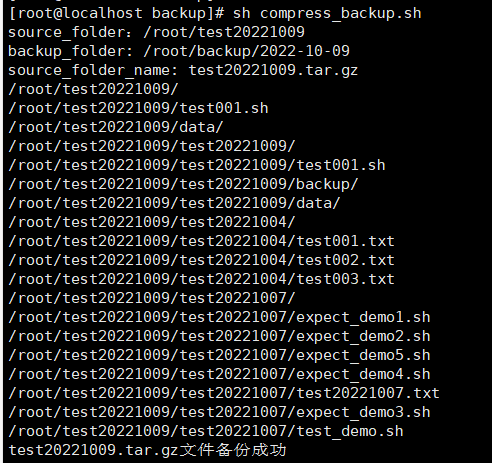 [root@localhost backup]# sh compress_backup.sh
source_folder：/root/test20221009
backup_folder: /root/backup/2022-10-09
source_folder_name: test20221009.tar.gz
/root/test20221009/
/root/test20221009/test001.sh
/root/test20221009/data/
/root/test20221009/test20221009/
/root/test20221009/test20221009/test001.sh
/root/test20221009/test20221009/backup/
/root/test20221009/test20221009/data/
/root/test20221009/test20221004/
/root/test20221009/test20221004/test001.txt
/root/test20221009/test20221004/test002.txt
/root/test20221009/test20221004/test003.txt
/root/test20221009/test20221007/
/root/test20221009/test20221007/expect_demo1.sh
/root/test20221009/test20221007/expect_demo2.sh
/root/test20221009/test20221007/expect_demo5.sh
/root/test20221009/test20221007/expect_demo4.sh
/root/test20221009/test20221007/test20221007.txt
/root/test20221009/test20221007/expect_demo3.sh
/root/test20221009/test20221007/test_demo.sh
test20221009.tar.gz文件备份成功